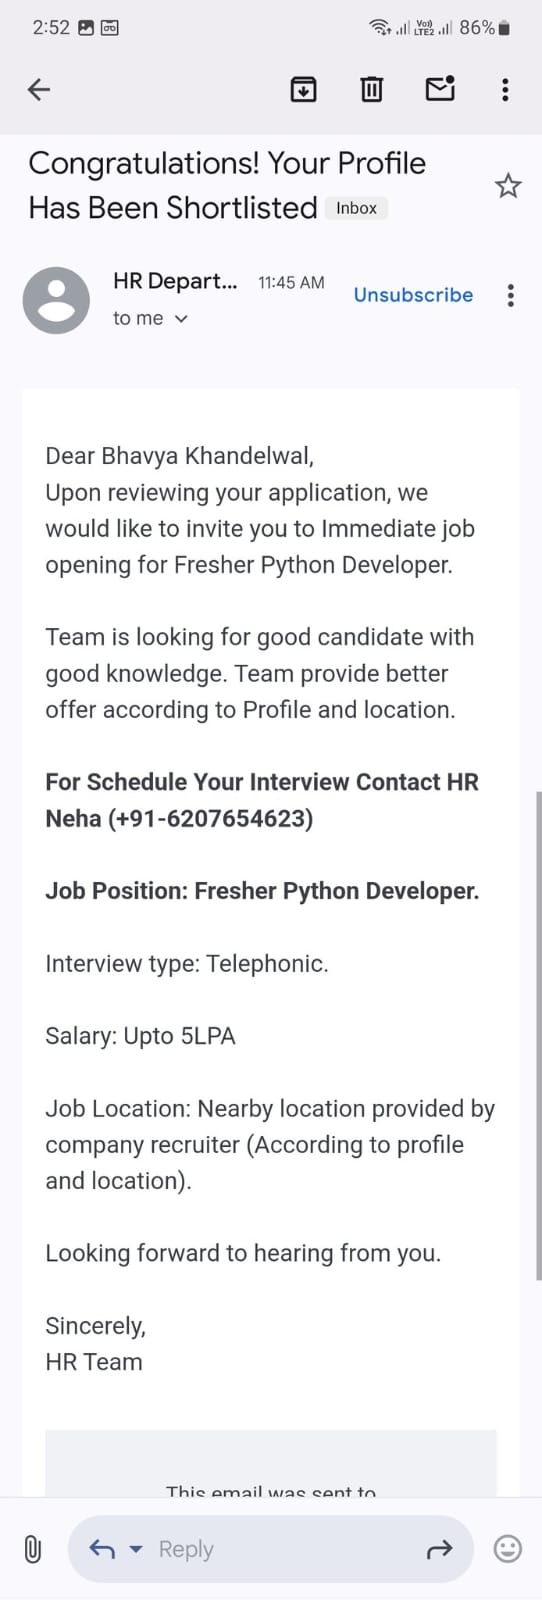 2:52 Vo)) LTE2 86%
Congratulations! Your Profile
Has Been Shortlisted Inbox
HR Depart... 11:45 AM Unsubscribe
to me
Dear Bhavya Khandelwal,
Upon reviewing your application, we
would like to invite you to Immediate job
opening for Fresher Python Developer.
Team is looking for good candidate with
good knowledge. Team provide better
offer according to Profile and location.
For Schedule Your Interview Contact HR
Neha (+91-6207654623)
Job Position: Fresher Python Developer.
Interview type: Telephonic.
Salary: Upto 5LPA
Job Location: Nearby location provided by
company recruiter (According to profile
and location).
Looking forward to hearing from you.
Sincerely,
HR Team
This email was sent to
Reply